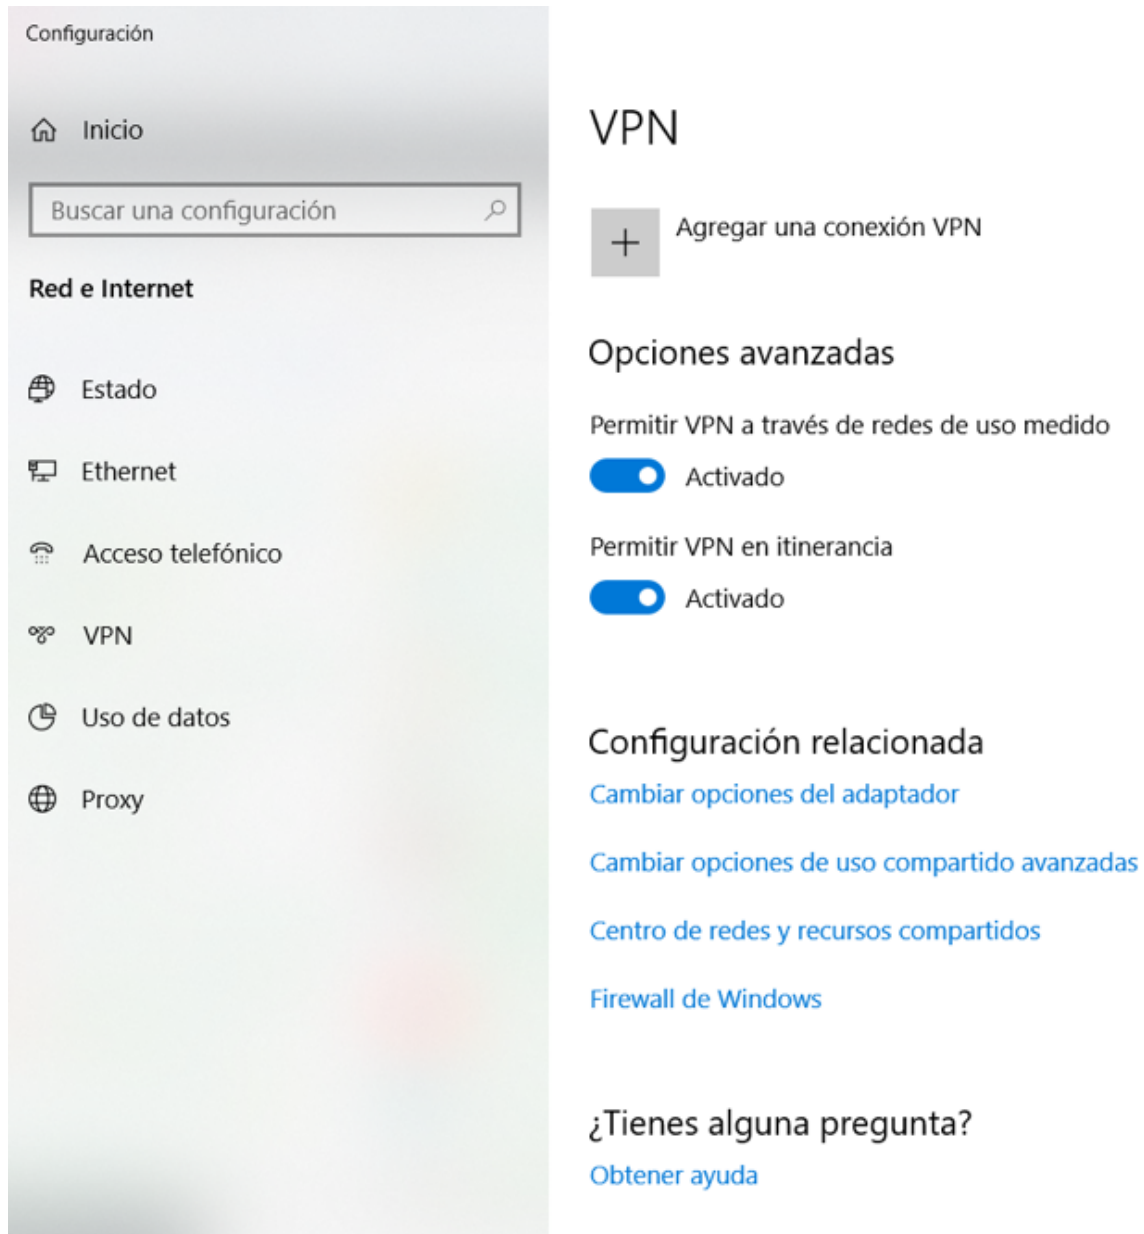 Configuración
Inicio
Buscar una configuración
Red e Internet
Estado
Ethernet
Acceso telefónico
VPN
Uso de datos
Proxy
VPN
Agregar una conexión VPN
Opciones avanzadas
Permitir VPN a través de redes de uso medido
Activado
Permitir VPN en itinerancia
Activado
Configuración relacionada
Cambiar opciones del adaptador
Cambiar opciones de uso compartido avanzadas
Centro de redes y recursos compartidos
Firewall de Windows
¿Tienes alguna pregunta?
Obtener ayuda